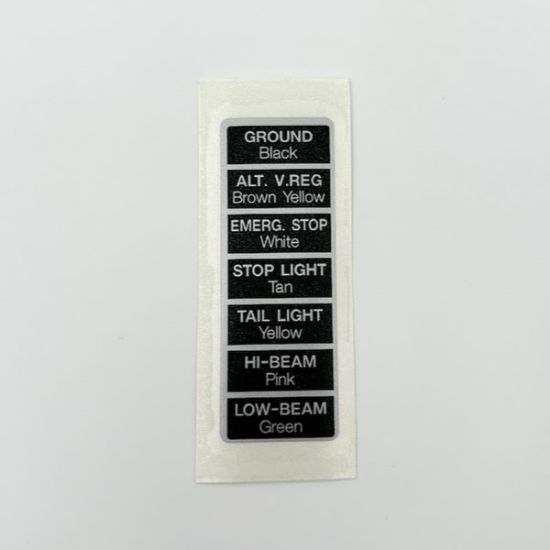 GROUND
Black
ALT. V.REG
Brown Yellow
EMERG. STOP
White
STOP LIGHT
Tan
TAIL LIGHT
Yellow
HI-BEAM
Pink
LOW-BEAM
Green